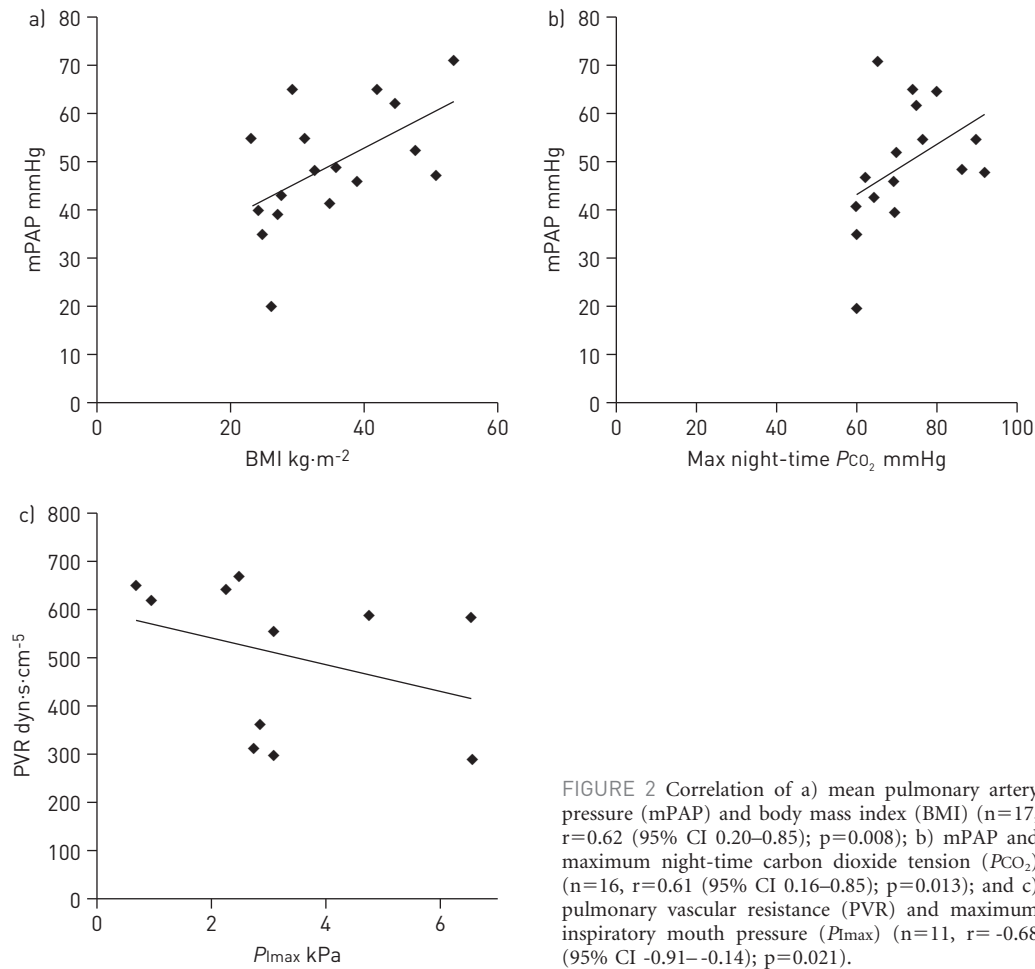 a)
80
70
60
50
40
30
20
10
0
mPAP mmHg
0 20 40 60
BMI kg·m-2
b)
80
70
60
50
40
30
20
10
0
mPAP mmHg
0 20 40 60 80 100
Max night-time PCO2 mmHg
c)
800
700
600
500
400
300
200
100
0
PVR dyn·s·cm-5
0 2 4 6
PImax kPa
FIGURE 2 Correlation of a) mean pulmonary artery
pressure (mPAP) and body mass index (BMI) (n=17,
r=0.62 (95% CI 0.20–0.85); p=0.008); b) mPAP and
maximum night-time carbon dioxide tension (PCO2)
(n=16, r=0.61 (95% CI 0.16–0.85); p=0.013); and c)
pulmonary vascular resistance (PVR) and maximum
inspiratory mouth pressure (PImax) (n=11, r= -0.68
(95% CI -0.91– -0.14); p=0.021).